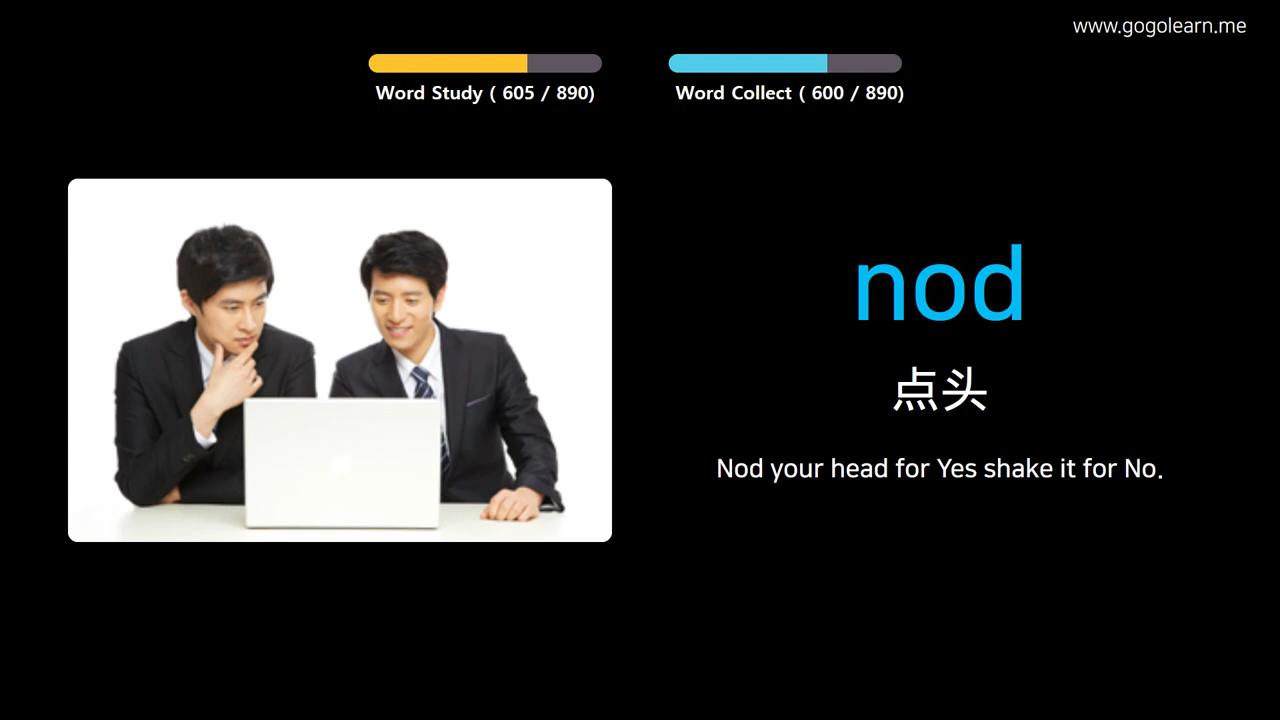 www.gogolearn.me
Word Study ( 605 / 890)
Word Collect ( 600 / 890)
nod
点头
Nod your head for Yes shake it for No.